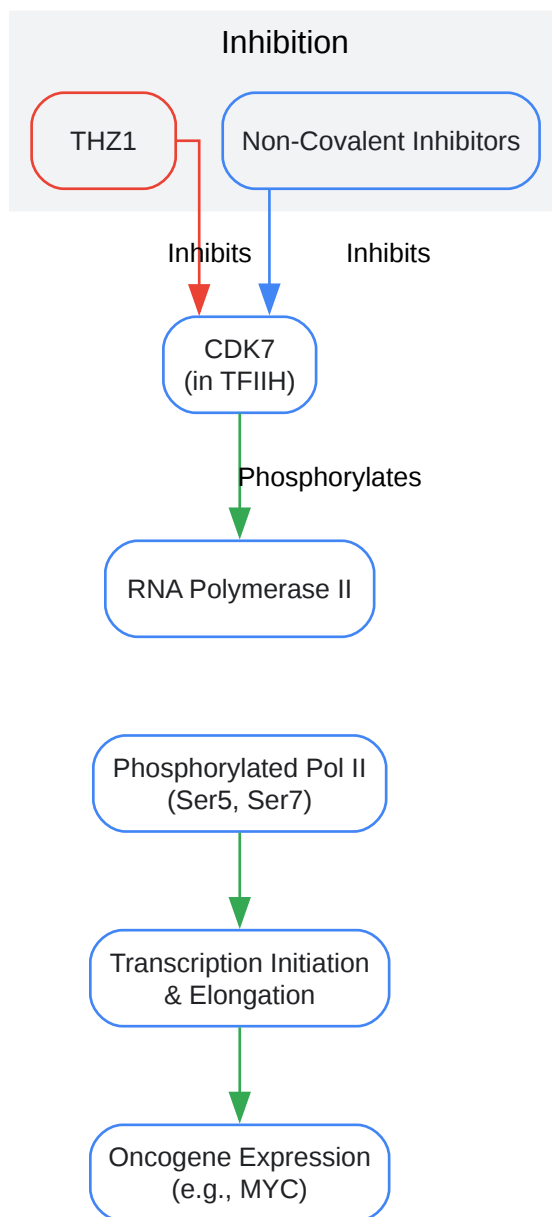 Inhibition
THZ1
Non-Covalent Inhibitors
Inhibits
Inhibits
CDK7
(in TFIIH)
Phosphorylates
RNA Polymerase II
Phosphorylated Pol II
(Ser5, Ser7)
Transcription Initiation
& Elongation
Oncogene Expression
(e.g., MYC)